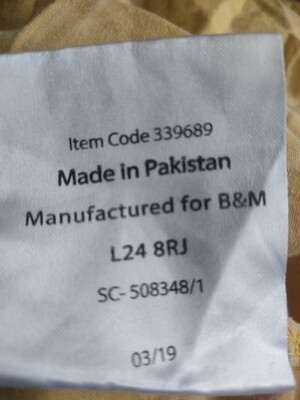 Item Code 339689
Made in Pakistan
Manufactured for B&M
L24 8RJ
SC- 508348/1
03/19